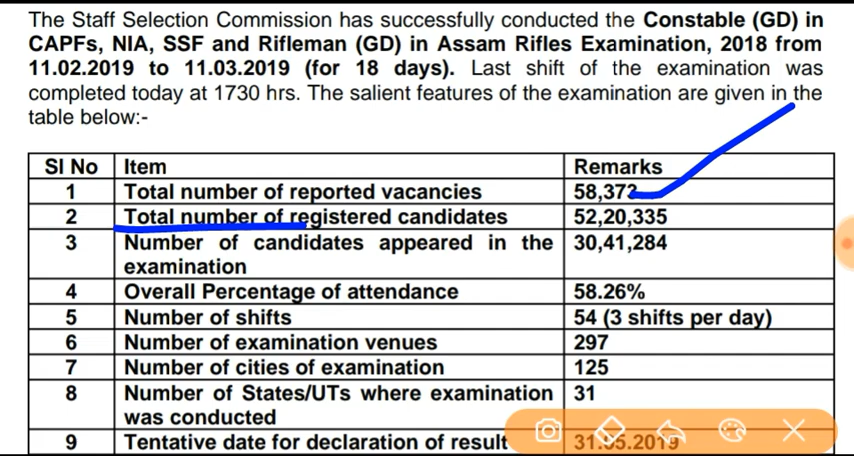 The Staff Selection Commission has successfully conducted the Constable (GD) in
CAPFs, NIA, SSF and Rifleman (GD) in Assam Rifles Examination, 2018 from
11.02.2019 to 11.03.2019 (for 18 days). Last shift of the examination was
completed today at 1730 hrs. The salient features of the examination are given in the
table below:-
Sl No Item Remarks
1 Total number of reported vacancies 58,373
2 Total number of registered candidates 52,20,335
3 Number of candidates appeared in the 30,41,284
examination
4 Overall Percentage of attendance 58.26%
5 Number of shifts 54 (3 shifts per day)
6 Number of examination venues 297
7 Number of cities of examination 125
8 Number of States/UTs where examination 31
was conducted
9 Tentative date for declaration of result 31.05.2019